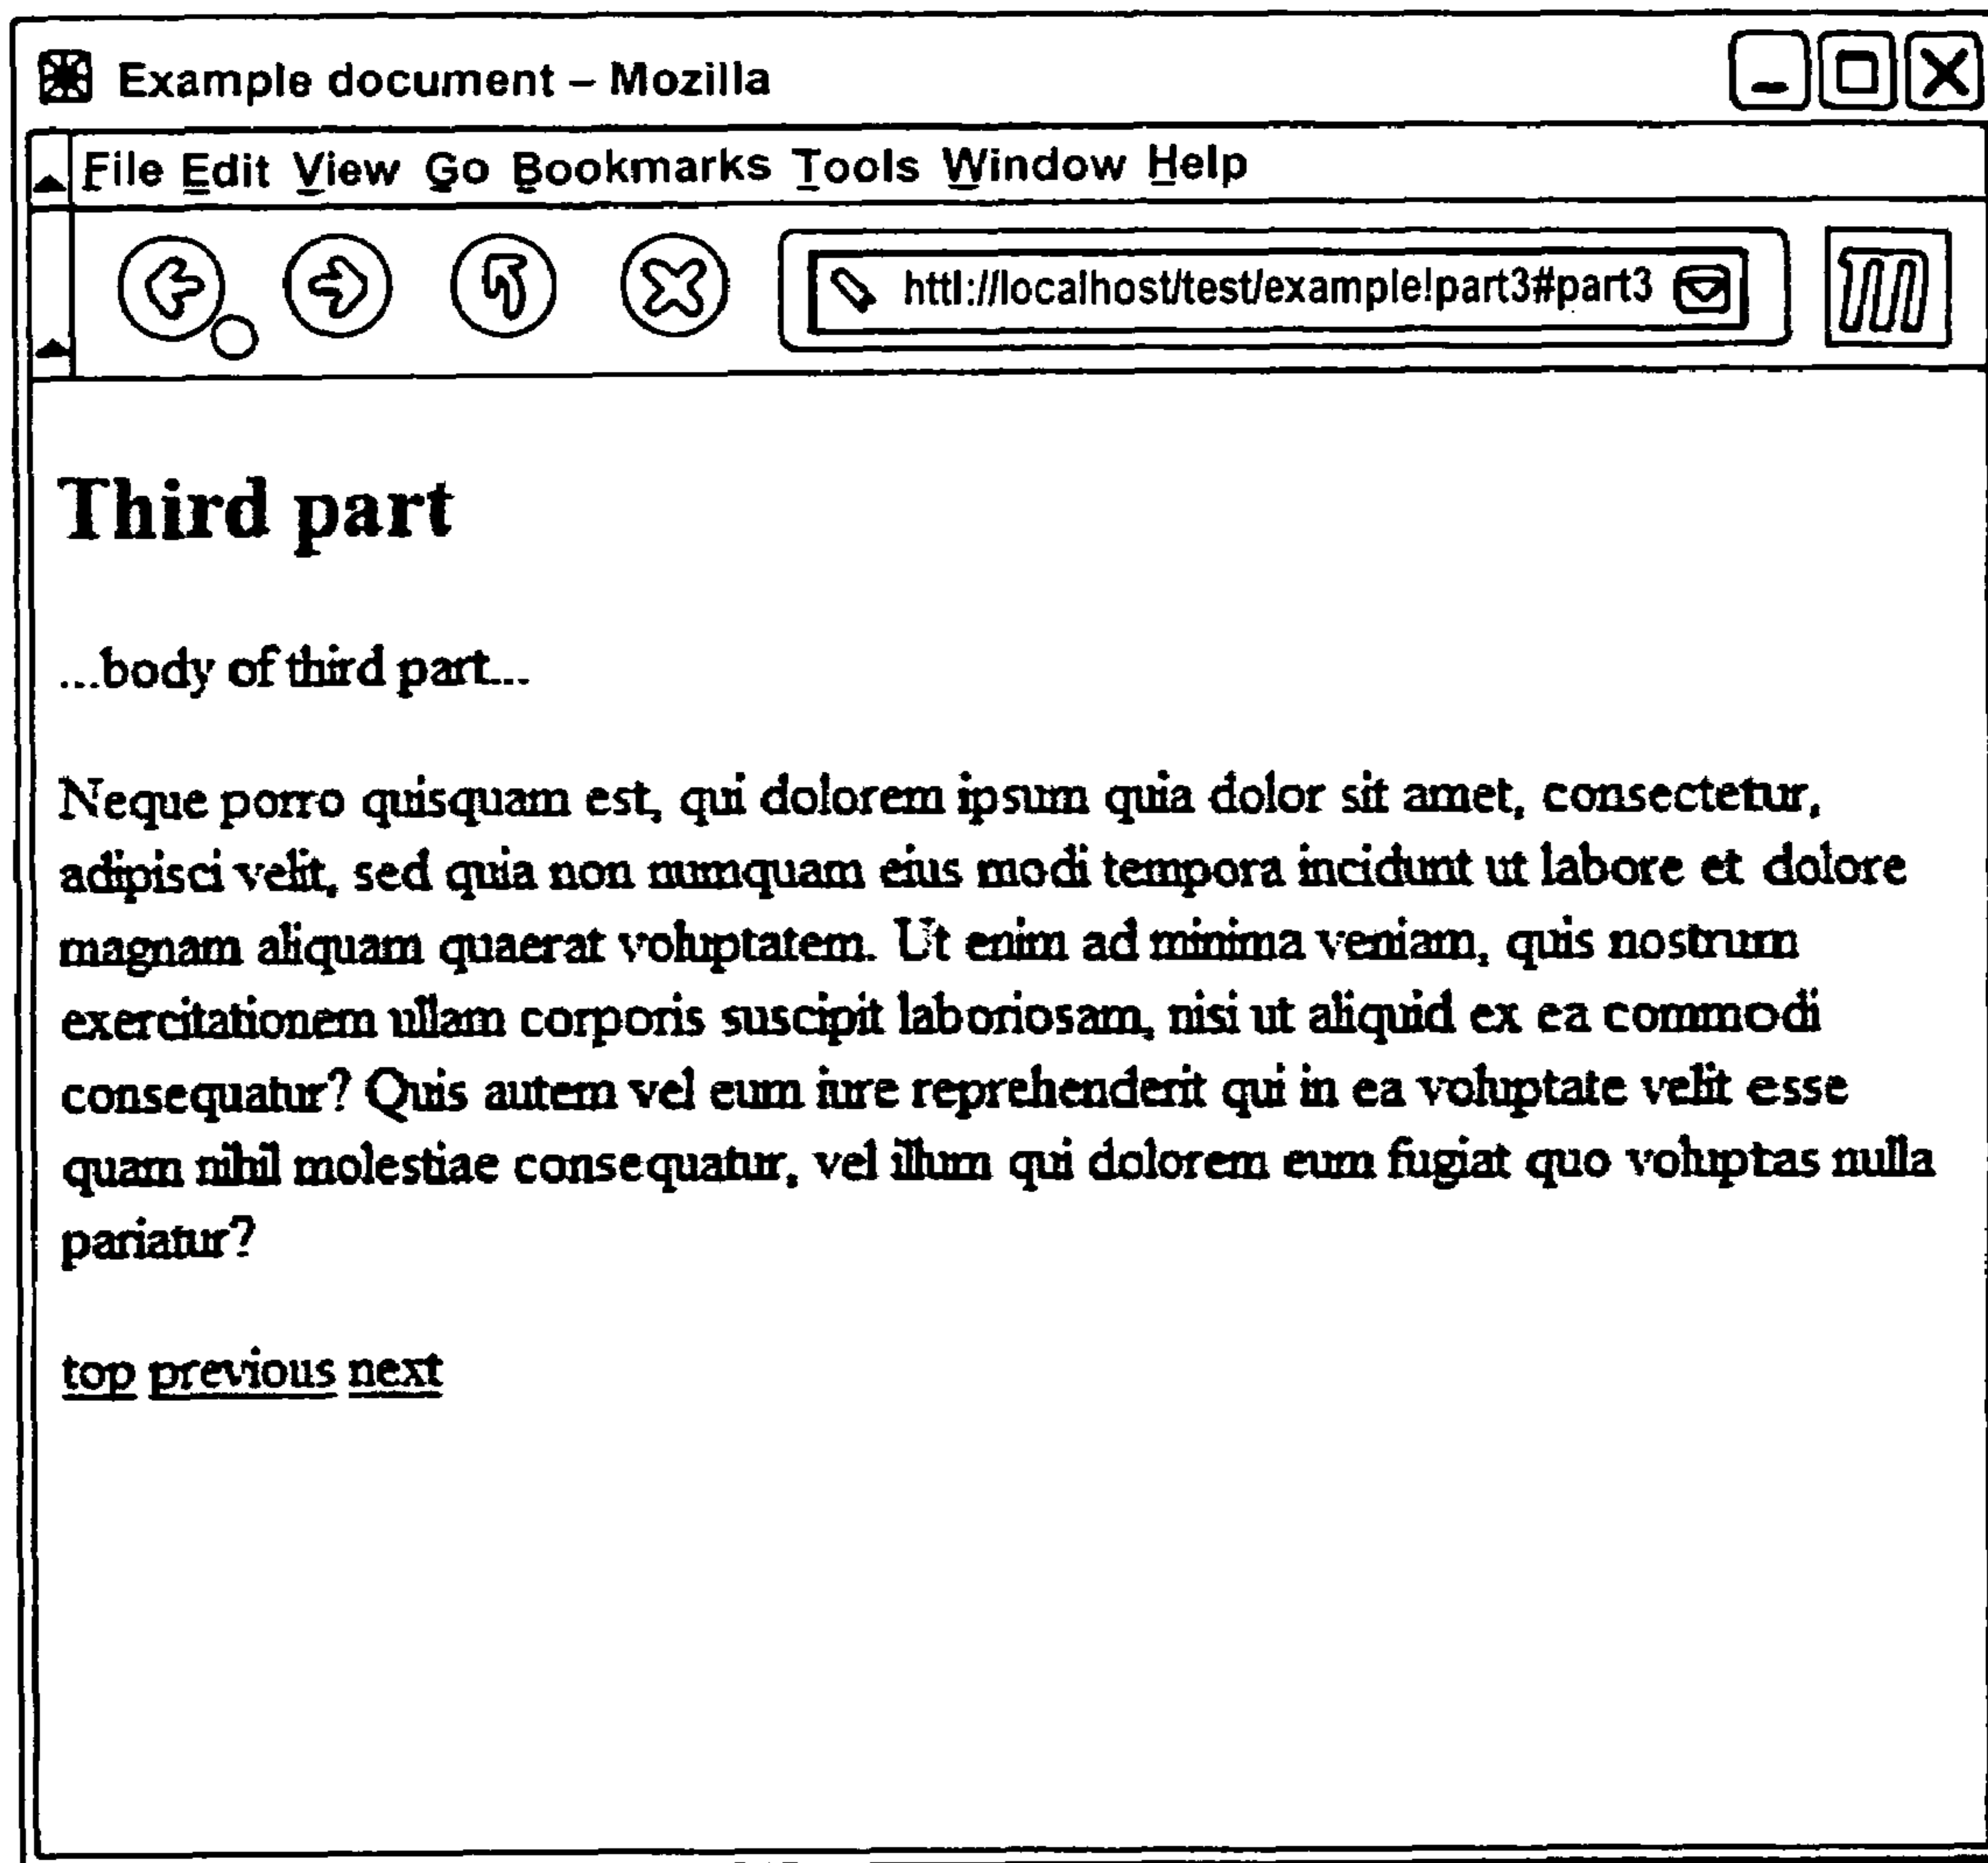 Example document – Mozilla
File Edit View Go Bookmarks Tools Window Help
httl://localhost/test/example!part3#part3
m
Third part
...body of third part...
Neque porro quisquam est, qui dolorem ipsum quia dolor sit amet, consectetur,
adipisci velit, sed quia non numquam eius modi tempora incidunt ut labore et dolore
magnam aliquam quaerat voluptatem. Ut enim ad minima veniam, quis nostrum
exercitationem ullam corporis suscipit laboriosam, nisi ut aliquid ex ea commodi
consequatur? Quis autem vel eum iure reprehenderit qui in ea voluptate velit esse
quam nihil molestiae consequatur, vel illum qui dolorem eum fugiat quo voluptas nulla
pariatur?
top previous next